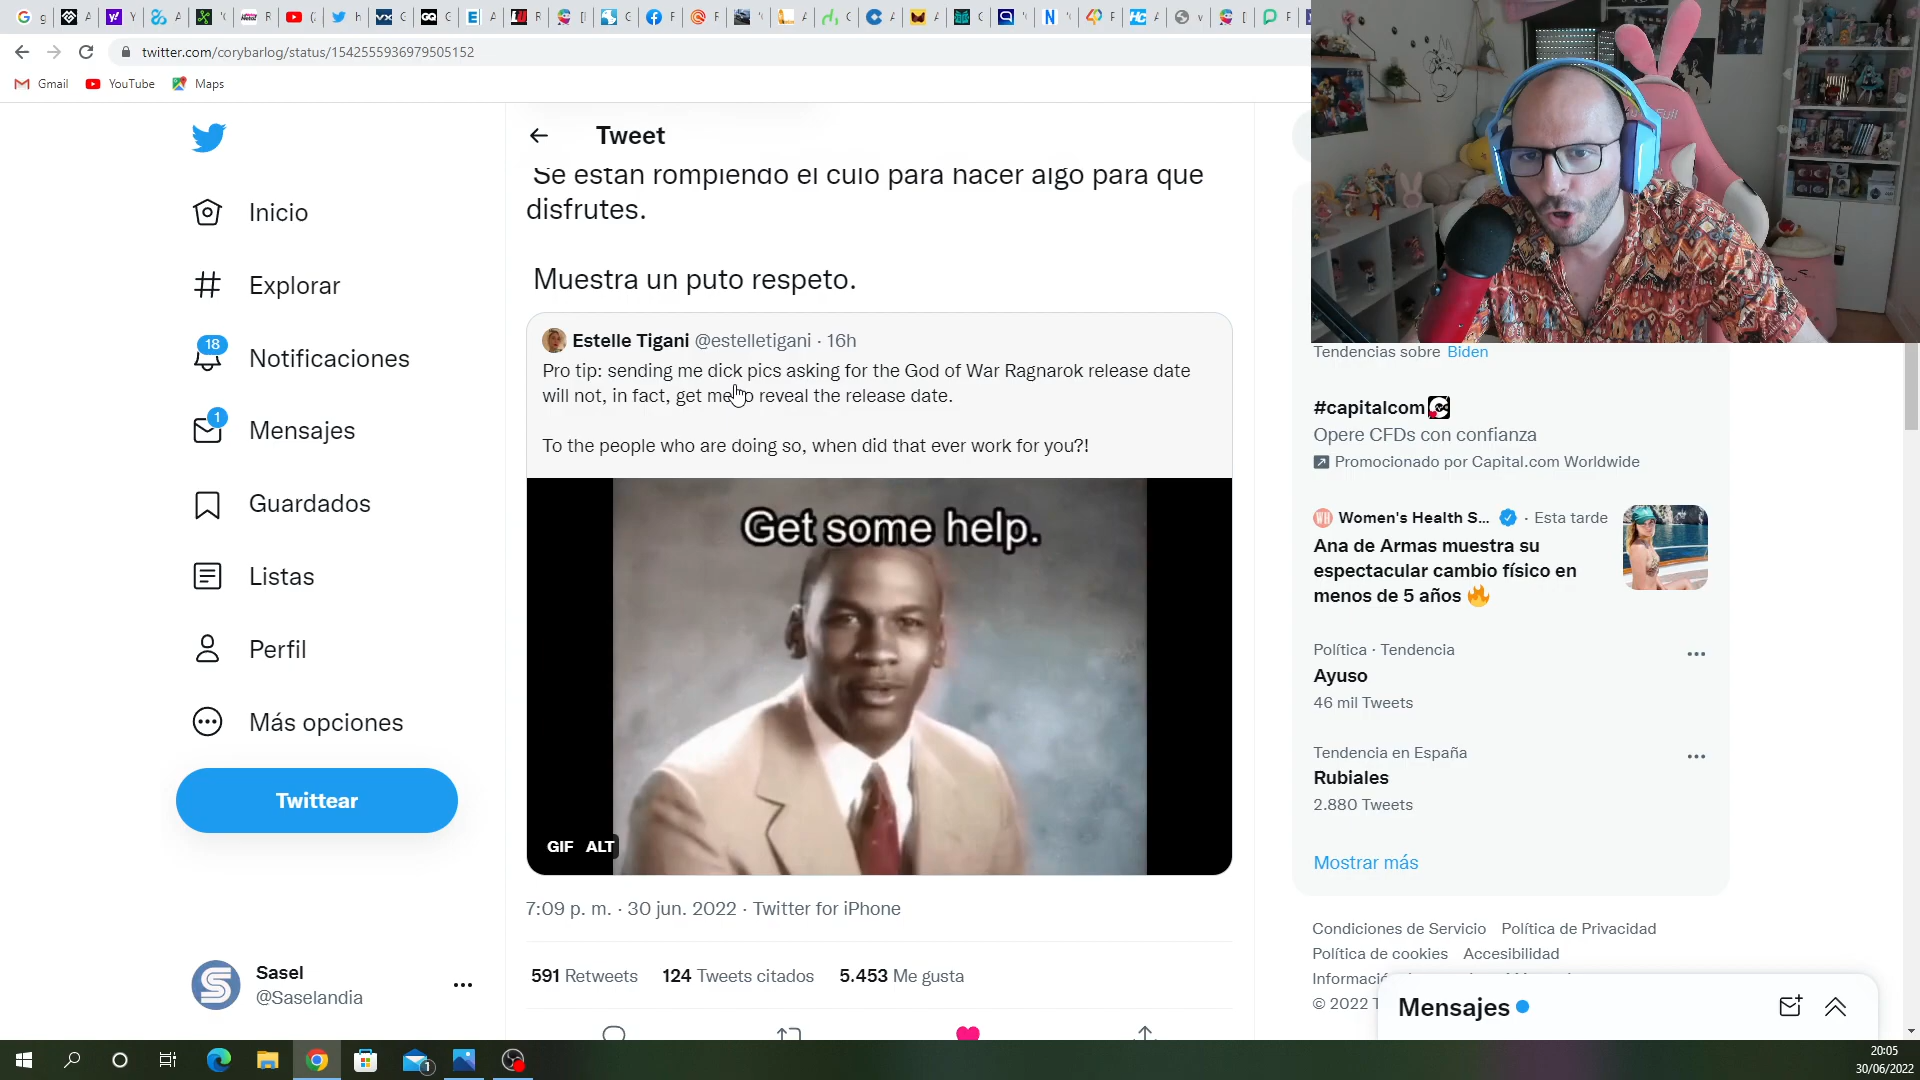 twitter.com/corybarlog/status/1542555936979505152
Gmail
YouTube
Maps
Tweet
Se están rompiendo el culo para hacer algo para que
disfrutes.
Muestra un puto respeto.
Inicio
Explorar
18
Notificaciones
1
Mensajes
Guardados
Listas
Perfil
Más opciones
Twittear
Sasel
@Saselandia
Estelle Tigani @estelletigani · 16h
Pro tip: sending me dick pics asking for the God of War Ragnarok release date
will not, in fact, get me reveal the release date.
To the people who are doing so, when did that ever work for you?!
Get some help.
GIF ALT
7:09 p. m. · 30 jun. 2022 · Twitter for iPhone
591 Retweets 124 Tweets citados 5.453 Me gusta
Tendencias sobre Biden
#capitalcom
Opere CFDs con confianza
Promocionado por Capital.com Worldwide
Women's Health S... · Esta tarde
Ana de Armas muestra su
espectacular cambio físico en
menos de 5 años 🔥
Política · Tendencia
Ayuso
46 mil Tweets
Tendencia en España
Rubiales
2.880 Tweets
Mostrar más
Condiciones de Servicio Política de Privacidad
Política de cookies Accesibilidad
© 2022
Mensajes
1
20:05
30/06/2022